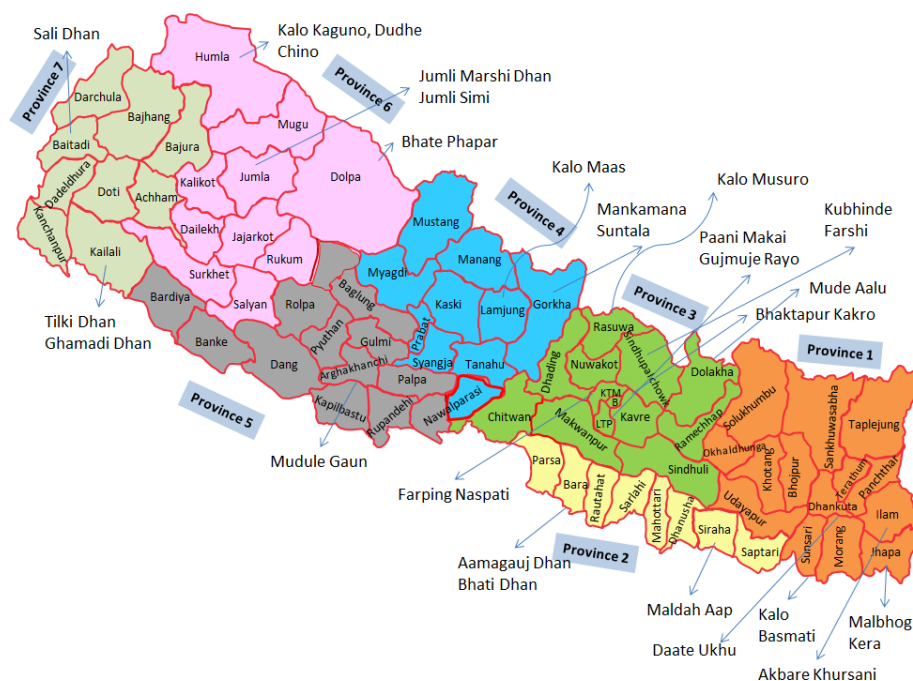 Sali Dhan
Kalo Kaguno, Dudhe
Chino
Province 7
Province 6
Jumli Marshi Dhan
Jumli Simi
Bhate Phapar
Humla
Darchula
Bajhang
Baitadi
Bajura
Mugu
Dadeldhura
Doti
Achham
Kalikot
Jumla
Dolpa
Kanchanpur
Kailali
Dailekh
Jajarkot
Rukum
Surkhet
Salyan
Tilki Dhan
Ghamadi Dhan
Kalo Maas
Kalo Musuro
Mankamana
Suntala
Kubhinde
Farshi
Paani Makai
Gujmuje Rayo
Mude Aalu
Bhaktapur Kakro
Province 4
Province 3
Province 1
Mustang
Manang
Myagdi
Kaski
Lamjung
Gorkha
Prabat
Syangja
Tanahu
Bardiya
Banke
Dang
Rolpa
Baglung
Pyuthan
Gulmi
Arghakhanchi
Palpa
Kapilbastu
Rupandehi
Nawalparasi
Province 5
Mudule Gaun
Rasuwa
Dhading
Nuwakot
Sindhupalchowk
Dolakha
KTM
B
LTP
Kavre
Chitwan
Makwanpur
Ramechhap
Sindhuli
Farping Naspati
Solukhumbu
Sankhuwasabha
Taplejung
Okhaldhunga
Khotang
Bhojpur
Terathum
Panchthar
Udayapur
Dhankuta
Ilam
Sunsari
Morang
Jhapa
Parsa
Bara
Rautahat
Sarlahi
Mahottari
Dhanusha
Siraha
Saptari
Province 2
Aamagauj Dhan
Bhati Dhan
Maldah Aap
Daate Ukhu
Kalo
Basmati
Akbare Khursani
Malbhog
Kera